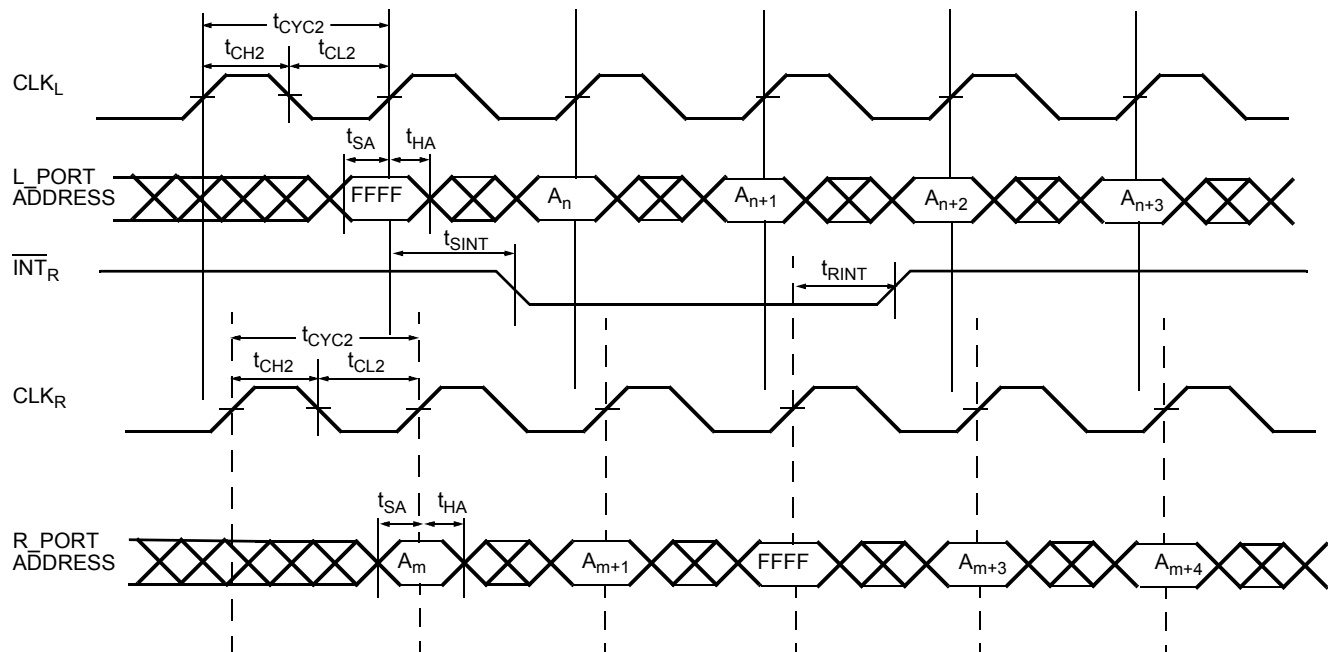 tCYC2
tCH2 tCL2
CLKL
tSA tHA
L_PORT
ADDRESS
FFFF An An+1 An+2 An+3
tSINT
INTR
tRINT
tCYC2
tCH2 tCL2
CLKR
tSA tHA
R_PORT
ADDRESS
Am Am+1 FFFF Am+3 Am+4